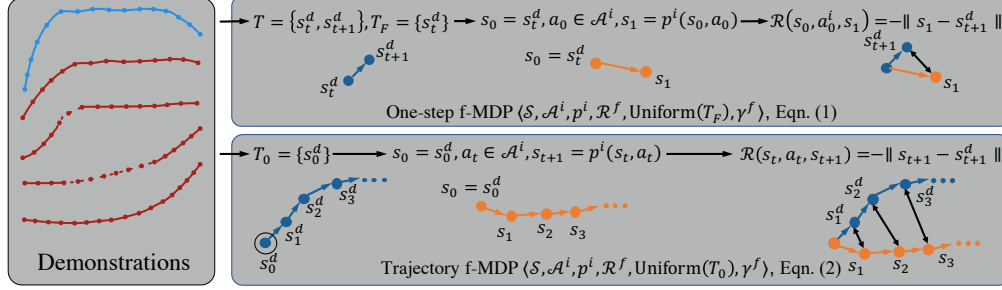 Demonstrations
T = {s_t^d, s_{t+1}^d}, T_F = {s_t^d}
s_0 = s_t^d, a_0 ∈ 𝒜^i, s_1 = p^i(s_0, a_0)
ℛ(s_0, a_0^i, s_1) =−∥ s_1 − s_{t+1}^d ∥
s_{t+1}^d
s_t^d
s_0 = s_t^d
s_1
s_{t+1}^d
s_1
One-step f-MDP ⟨𝒮, 𝒜^i, p^i, ℛ^f, Uniform(T_F), γ^f⟩, Eqn. (1)
T_0 = {s_0^d}
s_0 = s_0^d, a_t ∈ 𝒜^i, s_{t+1} = p^i(s_t, a_t)
ℛ(s_t, a_t, s_{t+1}) =−∥ s_{t+1} − s_{t+1}^d ∥
s_3^d
s_2^d
s_1^d
s_0^d
s_0 = s_0^d
s_1
s_2
s_3
s_3^d
s_2^d
s_1^d
s_1
s_2
s_3
Trajectory f-MDP ⟨𝒮, 𝒜^i, p^i, ℛ^f, Uniform(T_0), γ^f⟩, Eqn. (2)